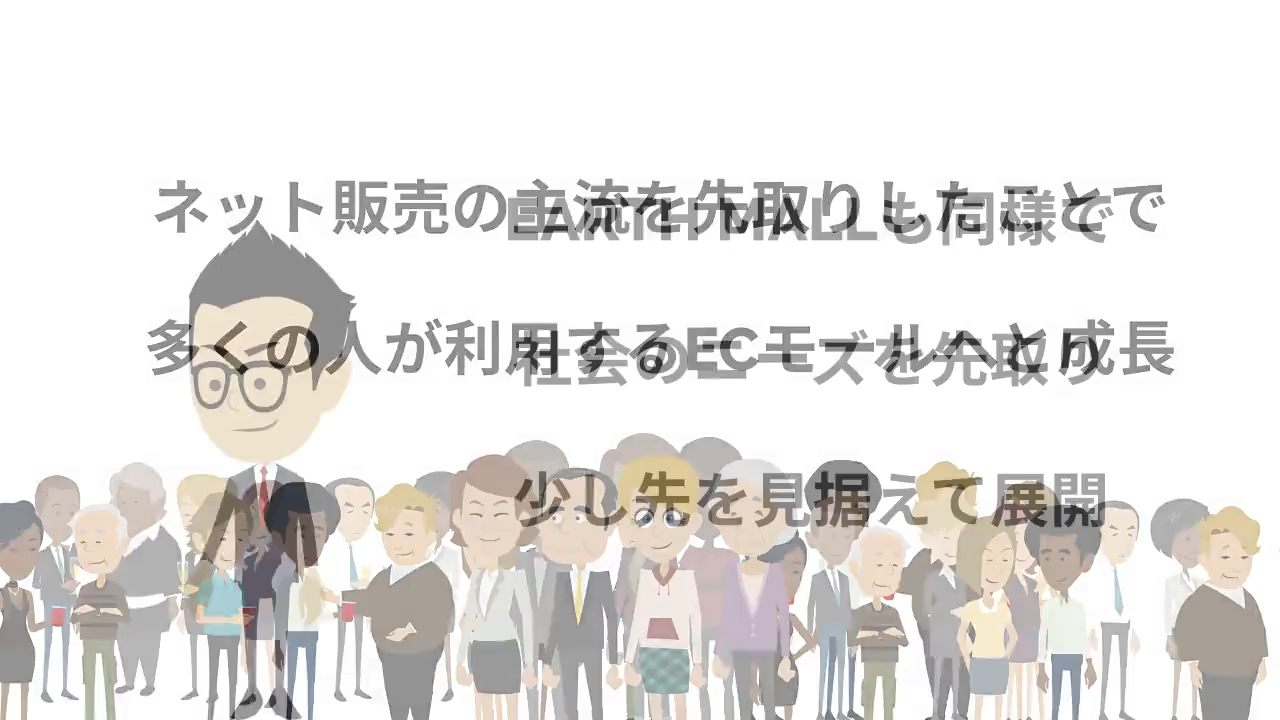 ネット販売の主流を先取りしたことで
多くの人が利用するECモールへと成長
EARTH MALLも同様で
社会のニーズを先取り
少し先を見据えて展開